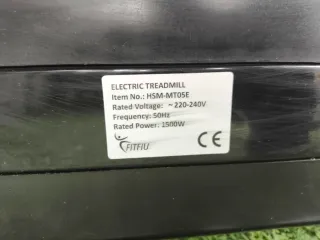 ELECTRIC TREADMILL
Item No.: HSM-MT05E
Rated Voltage: ~220-240V
Frequency: 50Hz
Rated Power: 1500W
FITFIU CE